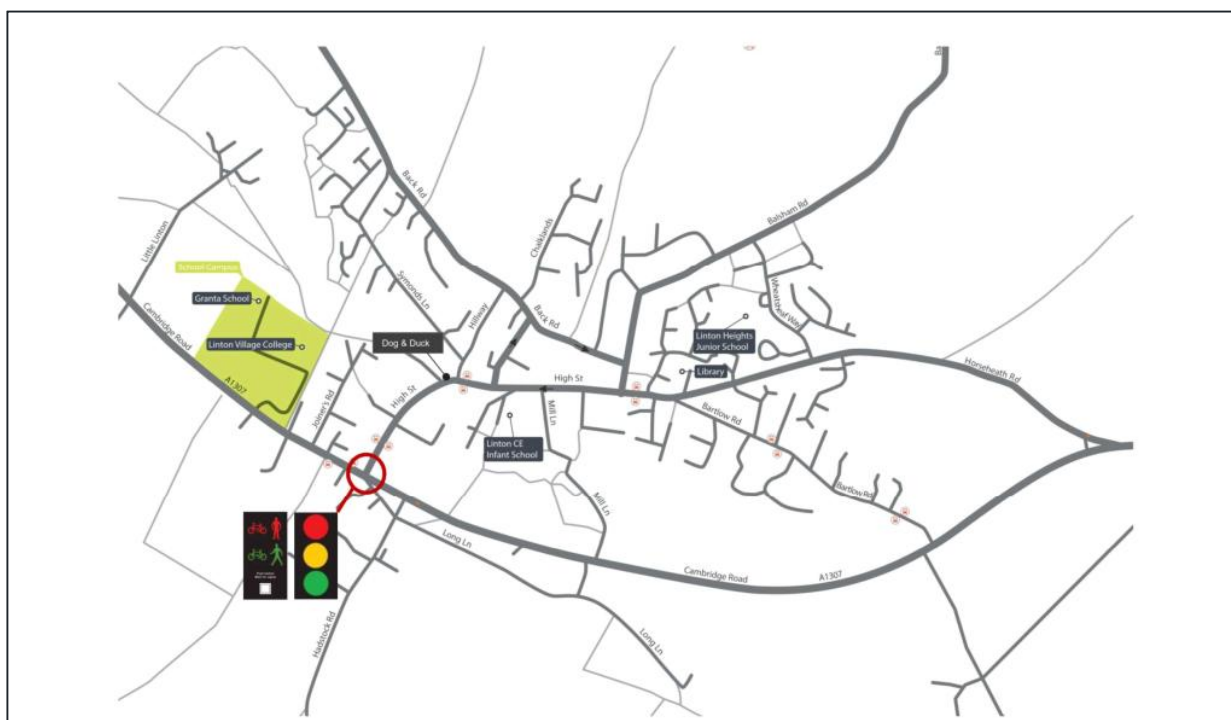 Ba
Back Rd
Balsham Rd
Chalklands
Little Linton
School Campus
Granta School
Symonds Ln
Wheatsheaf Way
Hillway
Back Rd
Cambridge Road
Linton Village College
Dog & Duck
Linton Heights
Junior School
Horseheath Rd
A1307
Library
High St
High St
Joiner's Rd
Mill Ln
Bartlow Rd
Linton CE
Infant School
Bartlow Rd
Mill Ln
Long Ln
Cambridge Road
A1307
Hadstock Rd
Long Ln